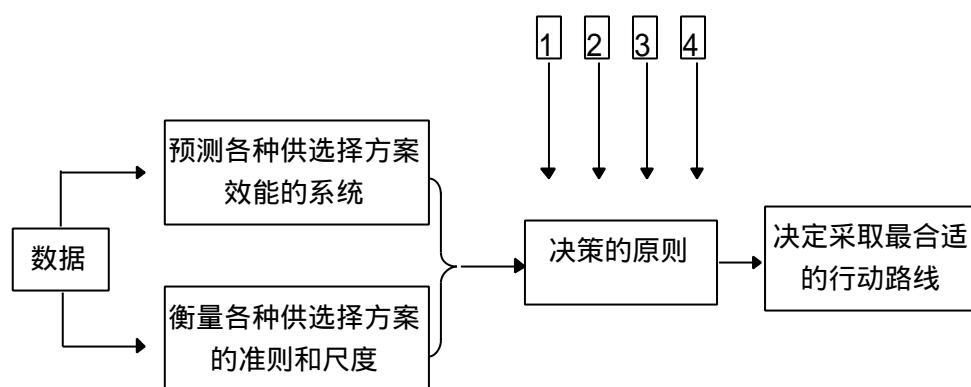 1 2 3 4
预测各种供选择方案
效能的系统
数据
决策的原则
决定采取最合适
的行动路线
衡量各种供选择方案
的准则和尺度